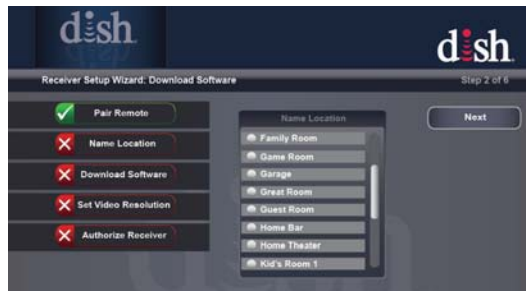 dish
dish
Receiver Setup Wizard: Download Software
Step 2 of 6
Pair Remote
Name Location
Download Software
Set Video Resolution
Authorize Receiver
Name Location
Family Room
Game Room
Garage
Great Room
Guest Room
Home Bar
Home Theater
Kid's Room 1
Next